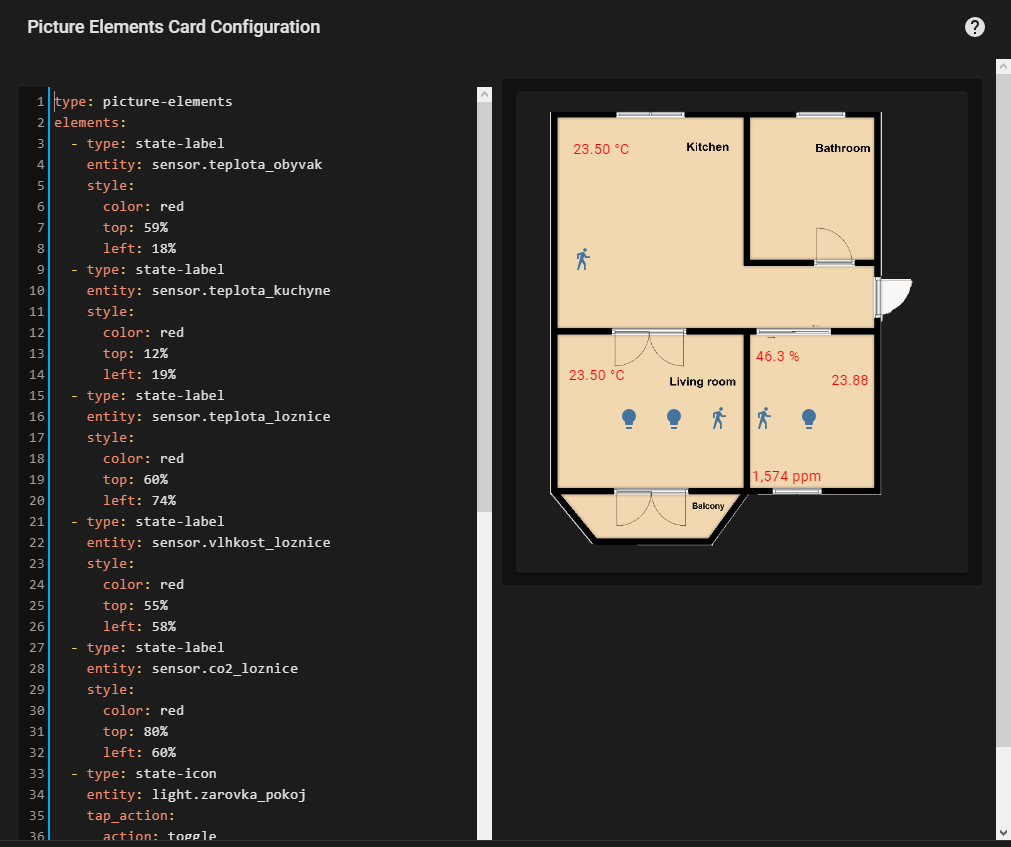 Picture Elements Card Configuration
?
1 type: picture-elements
2 elements:
3 - type: state-label
4 entity: sensor.teplota_obyvak
5 style:
6 color: red
7 top: 59%
8 left: 18%
9 - type: state-label
10 entity: sensor.teplota_kuchyne
11 style:
12 color: red
13 top: 12%
14 left: 19%
15 - type: state-label
16 entity: sensor.teplota_loznice
17 style:
18 color: red
19 top: 60%
20 left: 74%
21 - type: state-label
22 entity: sensor.vlhkost_loznice
23 style:
24 color: red
25 top: 55%
26 left: 58%
27 - type: state-label
28 entity: sensor.co2_loznice
29 style:
30 color: red
31 top: 80%
32 left: 60%
33 - type: state-icon
34 entity: light.zarovka_pokoj
35 tap_action:
36 action: toggle
23.50 °C
Kitchen
Bathroom
46.3 %
23.50 °C
Living room
23.88
1,574 ppm
Balcony